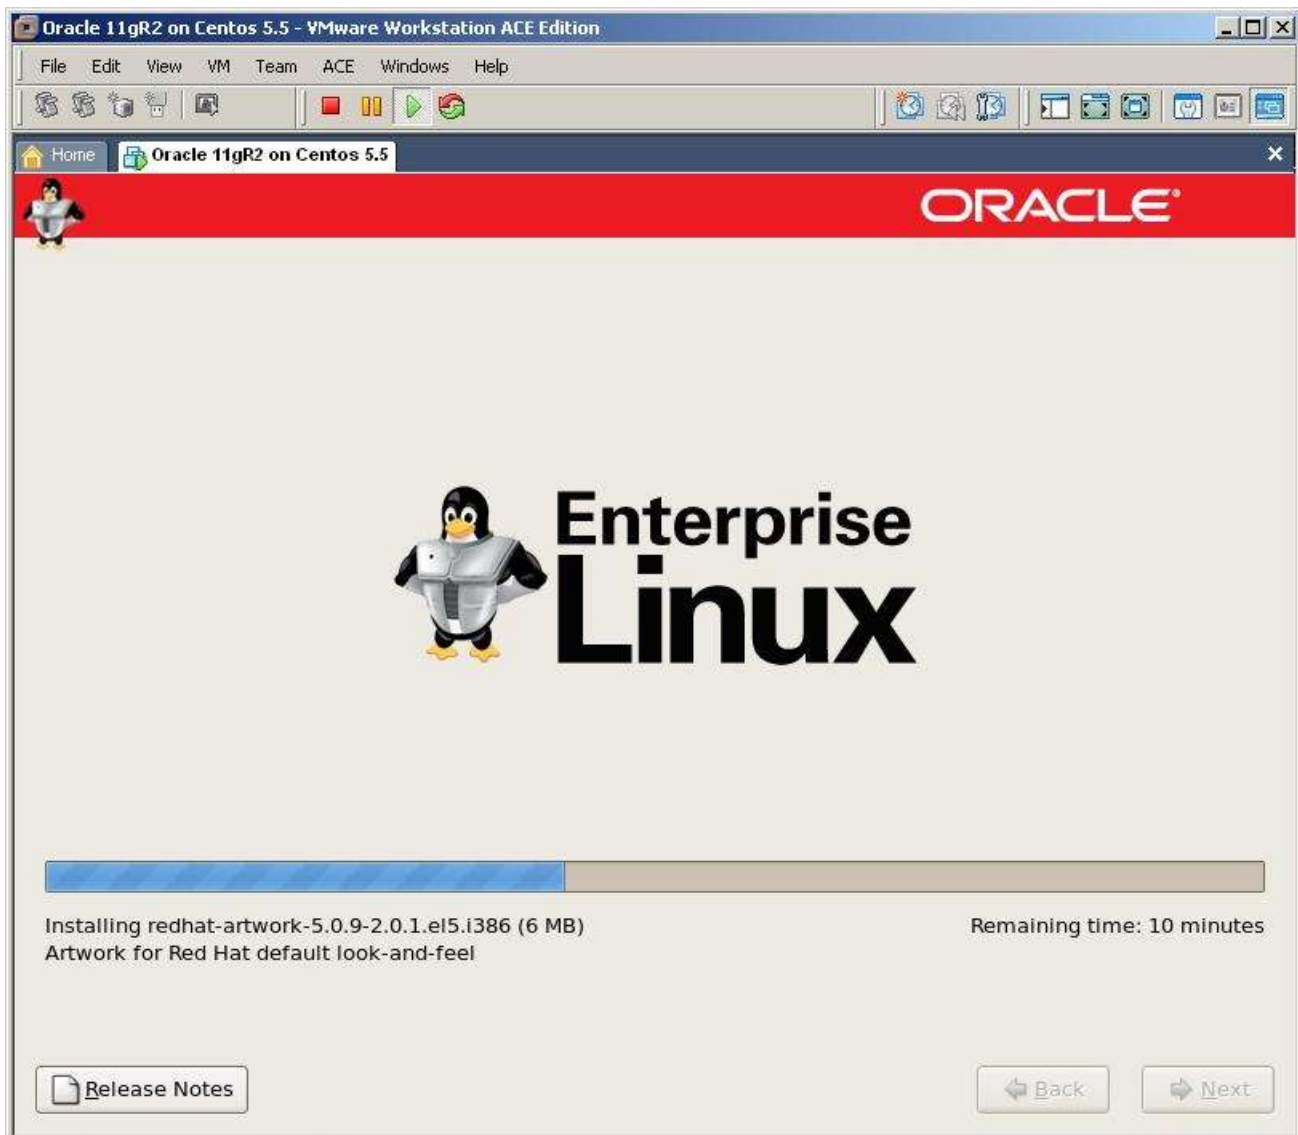 Oracle 11gR2 on Centos 5.5 - VMware Workstation ACE Edition
File Edit View VM Team ACE Windows Help
Home Oracle 11gR2 on Centos 5.5
ORACLE®
Enterprise
Linux
Installing redhat-artwork-5.0.9-2.0.1.el5.i386 (6 MB) Remaining time: 10 minutes
Artwork for Red Hat default look-and-feel
Release Notes Back Next